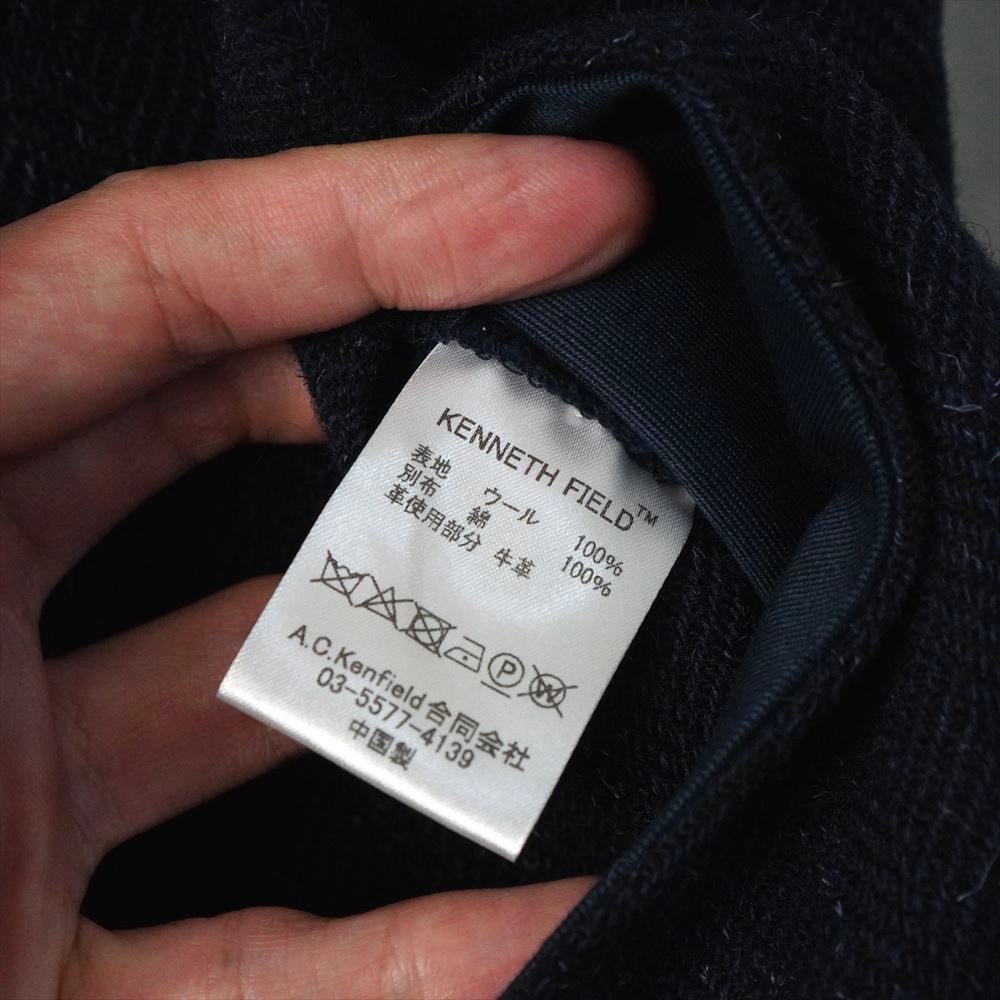 KENNETH FIELD™
表地 ウール 100%
別布 綿 100%
革使用部分 牛革
P W
A.C.Kenfield合同会社
03-5577-4139
中国製